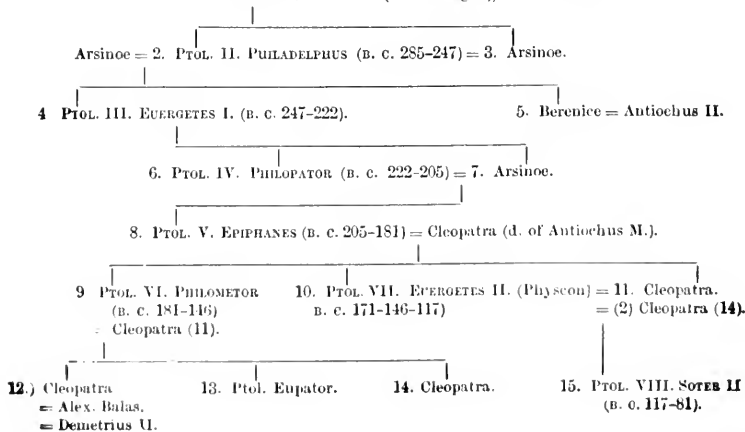 Arsinoe = 2. PTOL. II. PHILADELPHUS (B. C. 285-247) = 3. Arsinoe.
4 PTOL. III. EUERGETES I. (B. C. 247-222). 5. Berenice = Antiochus II.
6. PTOL. IV. PHILOPATOR (B. C. 222-205) = 7. Arsinoe.
8. PTOL. V. EPIPHANES (B. C. 205-181) = Cleopatra (d. of Antiochus M.).
9 PTOL. VI. PHILOMETOR 10. PTOL. VII. EUERGETES II. (Physcon) = 11. Cleopatra.
(B. C. 181-146) B. C. 171-146-117) = (2) Cleopatra (14).
= Cleopatra (11).
12.) Cleopatra 13. Ptol. Eupator. 14. Cleopatra. 15. PTOL. VIII. SOTER II
= Alex. Balas. (B. C. 117-81).
= Demetrius II.